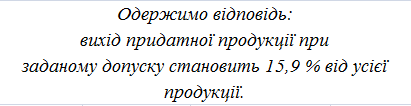 Одержимо відповідь:
вихід придатної продукції при
заданому допуску становить 15,9 % від усієї
продукції.